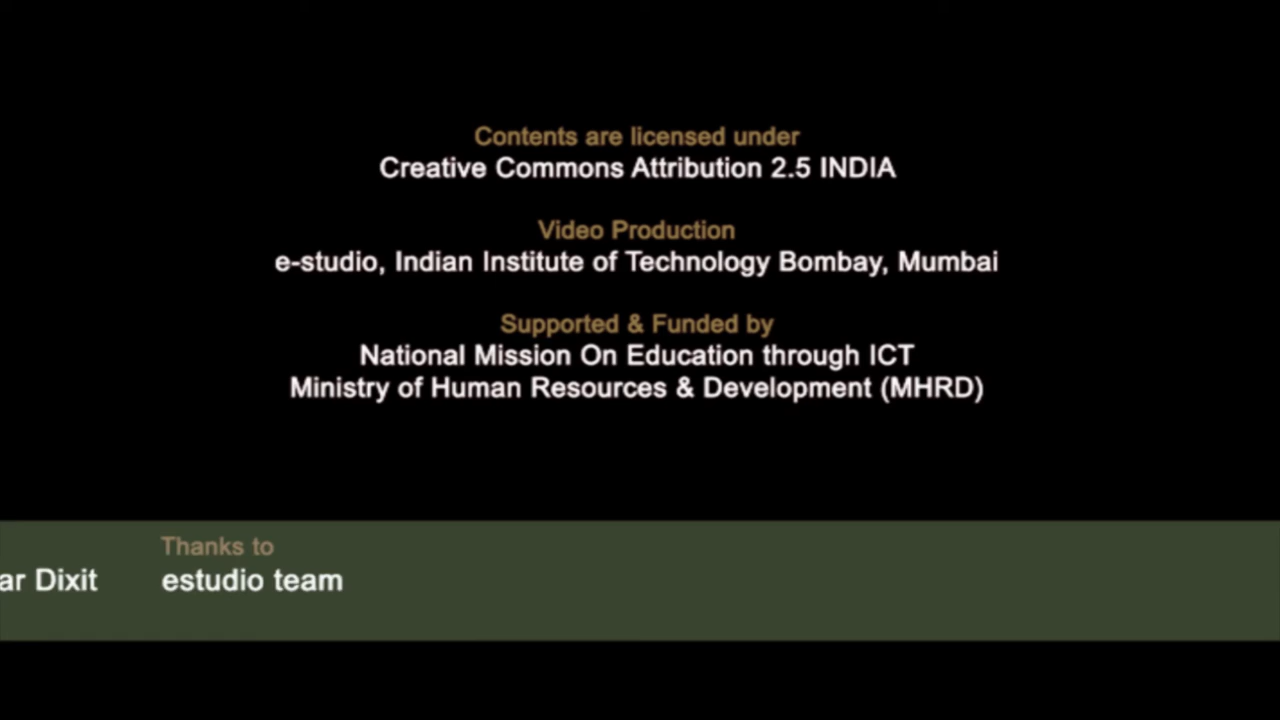 Contents are licensed under
Creative Commons Attribution 2.5 INDIA
Video Production
e-studio, Indian Institute of Technology Bombay, Mumbai
Supported & Funded by
National Mission On Education through ICT
Ministry of Human Resources & Development (MHRD)
Thanks to
ar Dixit estudio team